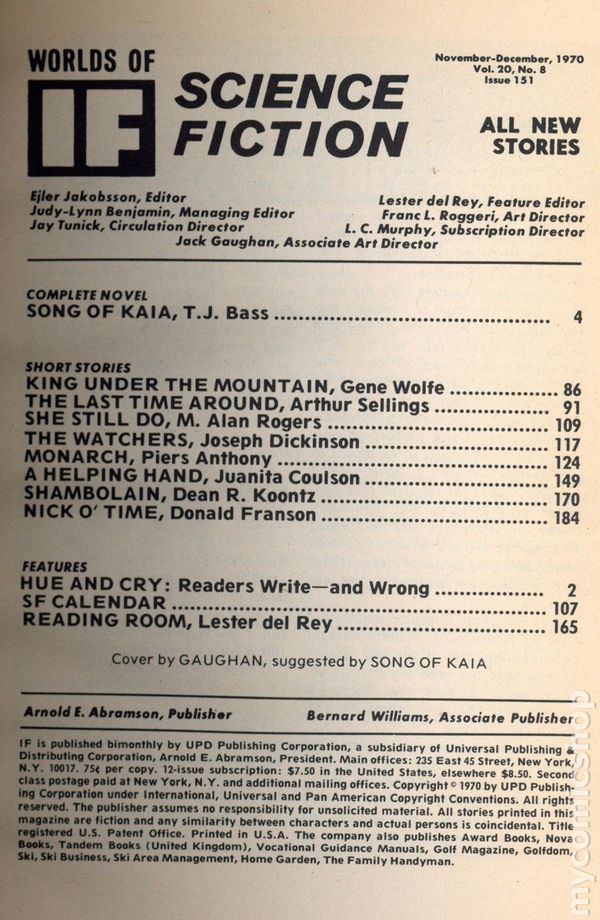 WORLDS OF
IF
SCIENCE
FICTION
November-December, 1970
Vol. 20, No. 8
Issue 151
ALL NEW
STORIES
Ejler Jakobsson, Editor
Lester del Rey, Feature Editor
Judy-Lynn Benjamin, Managing Editor
Franc L. Roggeri, Art Director
Jay Tunick, Circulation Director
L. C. Murphy, Subscription Director
Jack Gaughan, Associate Art Director
COMPLETE NOVEL
SONG OF KAIA, T.J. Bass ........................................ 4
SHORT STORIES
KING UNDER THE MOUNTAIN, Gene Wolfe ................ 86
THE LAST TIME AROUND, Arthur Sellings .................. 91
SHE STILL DO, M. Alan Rogers ................................ 109
THE WATCHERS, Joseph Dickinson .......................... 117
MONARCH, Piers Anthony ....................................... 124
A HELPING HAND, Juanita Coulson ........................... 149
SHAMBOLAIN, Dean R. Koontz ................................. 170
NICK O' TIME, Donald Franson ................................. 184
FEATURES
HUE AND CRY: Readers Write—and Wrong ................ 2
SF CALENDAR ...................................................... 107
READING ROOM, Lester del Rey .............................. 165
Cover by GAUGHAN, suggested by SONG OF KAIA
Arnold E. Abramson, Publisher
Bernard Williams, Associate Publisher
IF is published bimonthly by UPD Publishing Corporation, a subsidiary of Universal Publishing &
Distributing Corporation, Arnold E. Abramson, President. Main offices: 235 East 45 Street, New York,
N.Y. 10017. 75¢ per copy. 12-issue subscription: $7.50 in the United States, elsewhere $8.50. Second
class postage paid at New York, N.Y. and additional mailing offices. Copyright © 1970 by UPD Publish-
ing Corporation under International, Universal and Pan American Copyright Conventions. All rights
reserved. The publisher assumes no responsibility for unsolicited material. All stories printed in this
magazine are fiction and any similarity between characters and actual persons is coincidental. Title
registered U.S. Patent Office. Printed in U.S.A. The company also publishes Award Books, Nova
Books, Tandem Books (United Kingdom), Vocational Guidance Manuals, Golf Magazine, Golfdom,
Ski, Ski Business, Ski Area Management, Home Garden, The Family Handyman.
mycomicshop